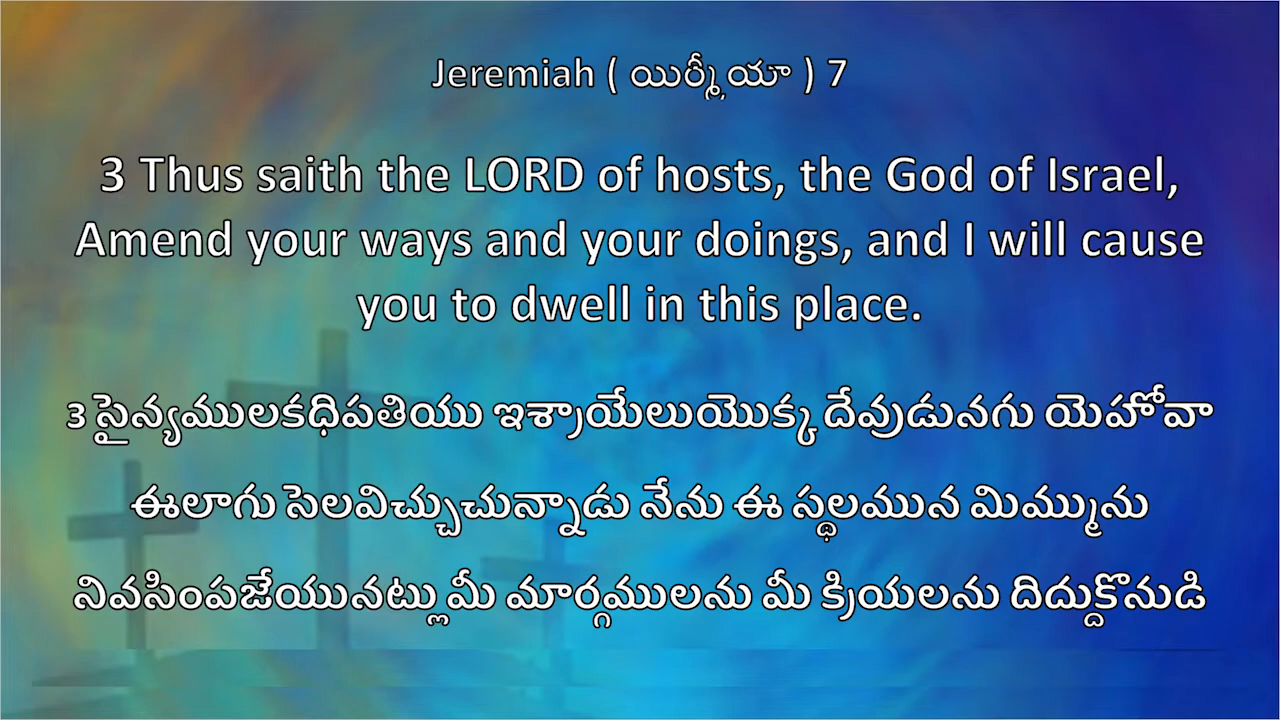 Jeremiah ( యిర్మీయా ) 7
3 Thus saith the LORD of hosts, the God of Israel,
Amend your ways and your doings, and I will cause
you to dwell in this place.
3 సైన్యములకధిపతియు ఇశ్రాయేలుయొక్క దేవుడునగు యెహోవా
ఈలాగు సెలవిచ్చుచున్నాడు నేను ఈ స్థలమున మిమ్మును
నివసింపజేయునట్లు మీ మార్గములను మీ క్రియలను దిద్దుకొనుడి